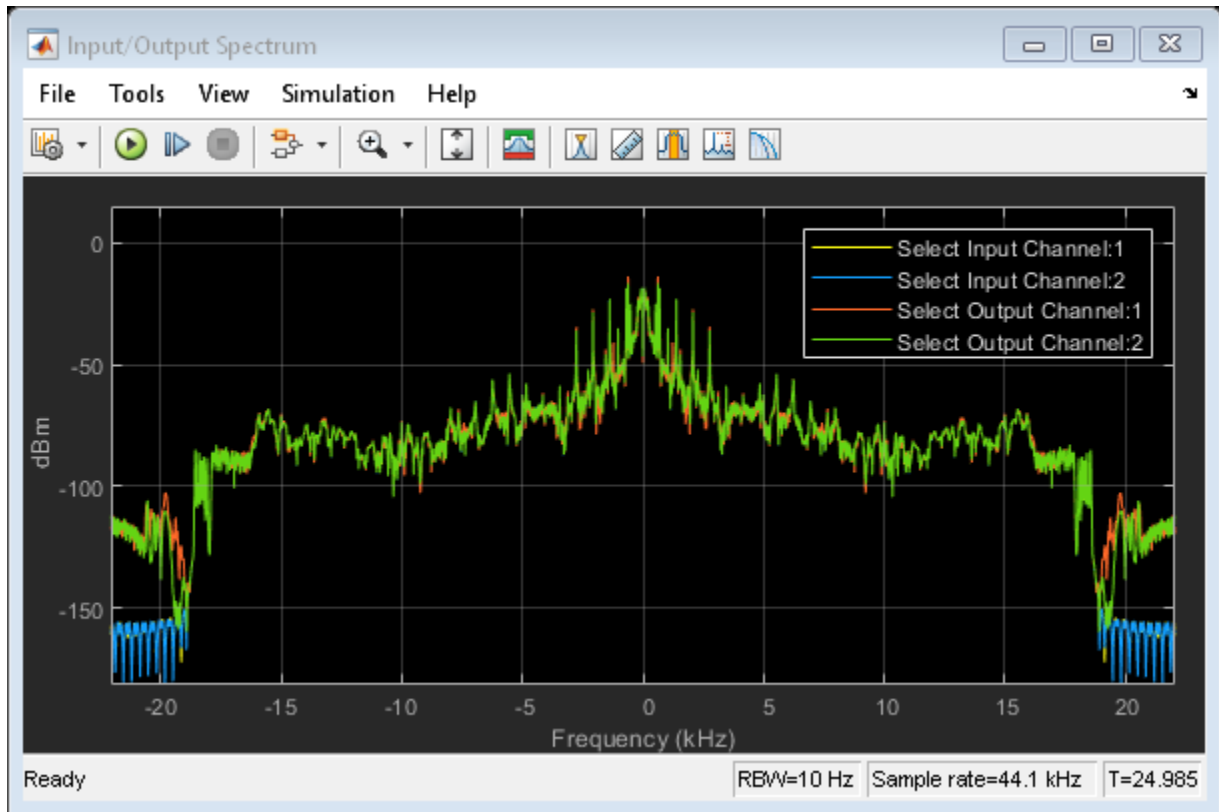 Input/Output Spectrum
File Tools View Simulation Help
0
-50
-100
-150
dBm
Select Input Channel:1
Select Input Channel:2
Select Output Channel:1
Select Output Channel:2
-20 -15 -10 -5 0 5 10 15 20
Frequency (kHz)
Ready RBW=10 Hz Sample rate=44.1 kHz T=24.985